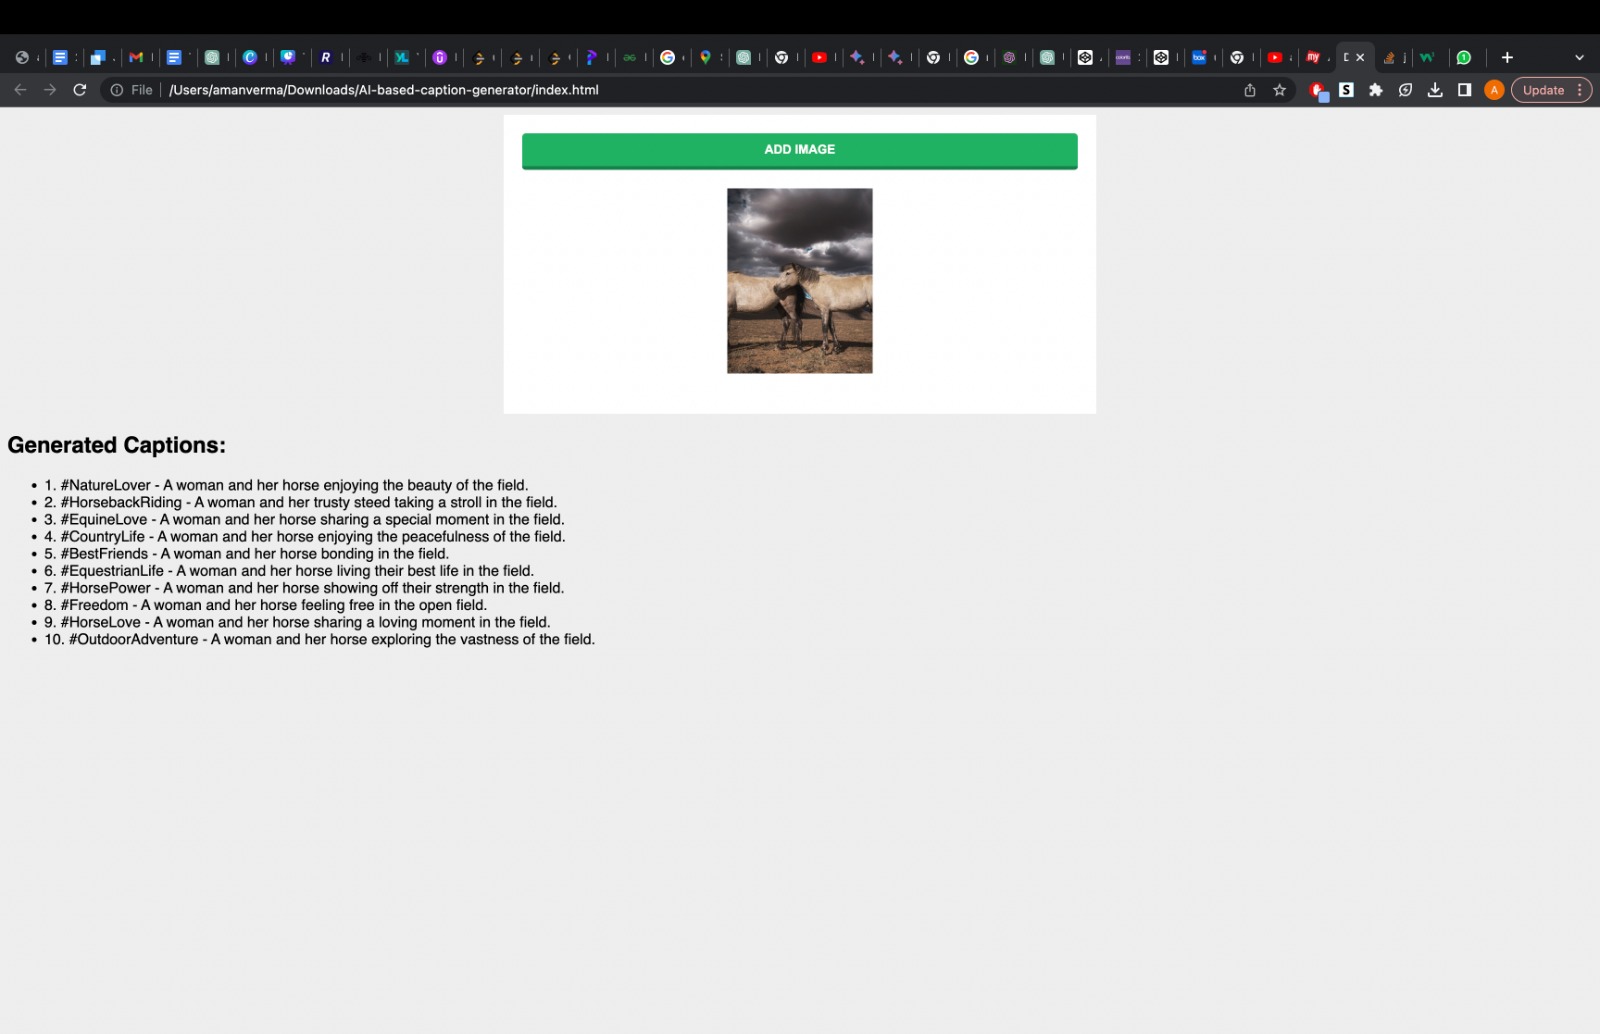 File
/Users/amanverma/Downloads/AI-based-caption-generator/index.html
S
A
Update
ADD IMAGE
Generated Captions:
• 1. #NatureLover - A woman and her horse enjoying the beauty of the field.
• 2. #HorsebackRiding - A woman and her trusty steed taking a stroll in the field.
• 3. #EquineLove - A woman and her horse sharing a special moment in the field.
• 4. #CountryLife - A woman and her horse enjoying the peacefulness of the field.
• 5. #BestFriends - A woman and her horse bonding in the field.
• 6. #EquestrianLife - A woman and her horse living their best life in the field.
• 7. #HorsePower - A woman and her horse showing off their strength in the field.
• 8. #Freedom - A woman and her horse feeling free in the open field.
• 9. #HorseLove - A woman and her horse sharing a loving moment in the field.
• 10. #OutdoorAdventure - A woman and her horse exploring the vastness of the field.